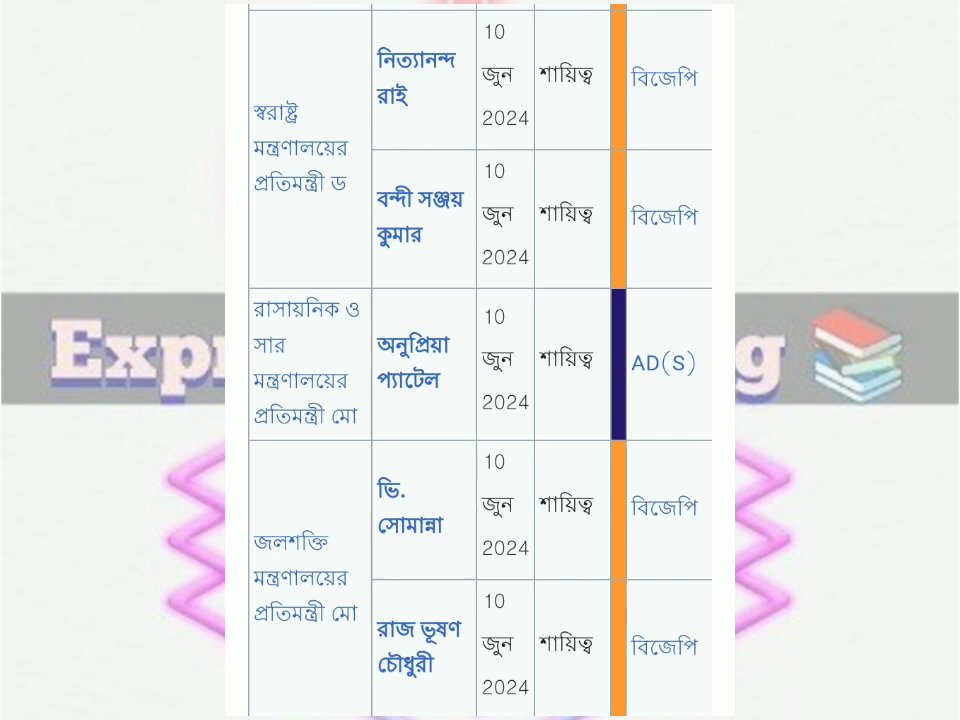 স্বরাষ্ট্র
মন্ত্রণালয়ের
প্রতিমন্ত্রী ড
নিত্যানন্দ
রাই
10
জুন
2024
শায়িত্ব
বিজেপি
বন্দী সঞ্জয়
কুমার
10
জুন
2024
শায়িত্ব
বিজেপি
রাসায়নিক ও
সার
মন্ত্রণালয়ের
প্রতিমন্ত্রী মো
অনুপ্রিয়া
প্যাটেল
10
জুন
2024
শায়িত্ব
AD(S)
জলশক্তি
মন্ত্রণালয়ের
প্রতিমন্ত্রী মো
ভি.
সোমান্না
10
জুন
2024
শায়িত্ব
বিজেপি
রাজ ভূষণ
চৌধুরী
10
জুন
2024
শায়িত্ব
বিজেপি